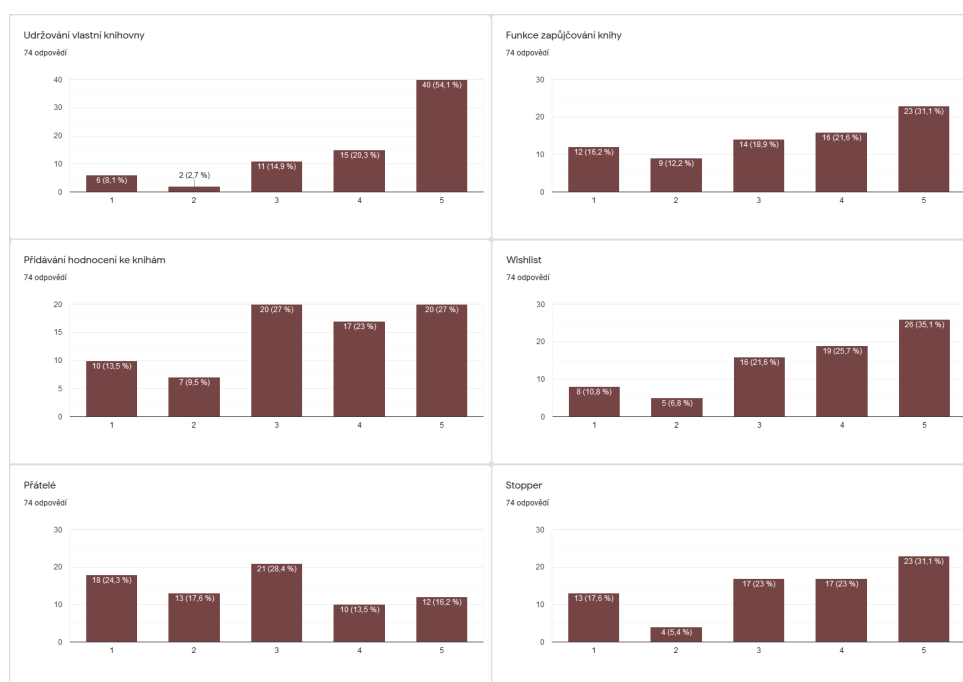 Udržování vlastní knihovny
74 odpovědí
40
30
20
10
0
6 (8,1 %)
2 (2,7 %)
11 (14,9 %)
15 (20,3 %)
40 (54,1 %)
1 2 3 4 5
Funkce zapůjčování knihy
74 odpovědí
30
20
10
0
12 (16,2 %)
9 (12,2 %)
14 (18,9 %)
16 (21,6 %)
23 (31,1 %)
1 2 3 4 5
Přidávání hodnocení ke knihám
74 odpovědí
20
15
10
5
0
10 (13,5 %)
7 (9,5 %)
20 (27 %)
17 (23 %)
20 (27 %)
1 2 3 4 5
Wishlist
74 odpovědí
30
20
10
0
8 (10,8 %)
5 (6,8 %)
16 (21,6 %)
19 (25,7 %)
26 (35,1 %)
1 2 3 4 5
Přátelé
74 odpovědí
30
20
10
0
18 (24,3 %)
13 (17,6 %)
21 (28,4 %)
10 (13,5 %)
12 (16,2 %)
1 2 3 4 5
Stopper
74 odpovědí
30
20
10
0
13 (17,6 %)
4 (5,4 %)
17 (23 %)
17 (23 %)
23 (31,1 %)
1 2 3 4 5